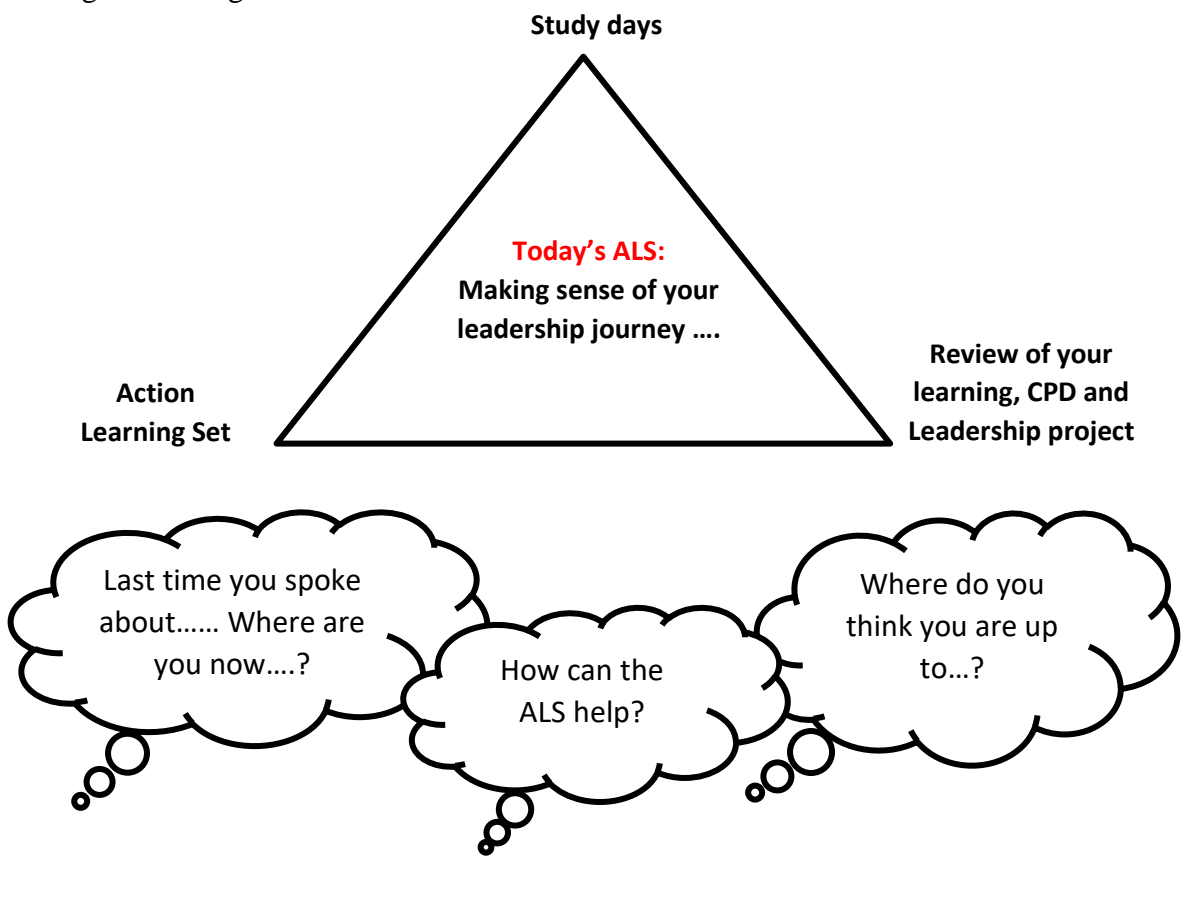 Study days
Today’s ALS:
Making sense of your
leadership journey ….
Review of your
learning, CPD and
Leadership project
Action
Learning Set
Last time you spoke
about…… Where are
you now….?
How can the
ALS help?
Where do you
think you are up
to…?